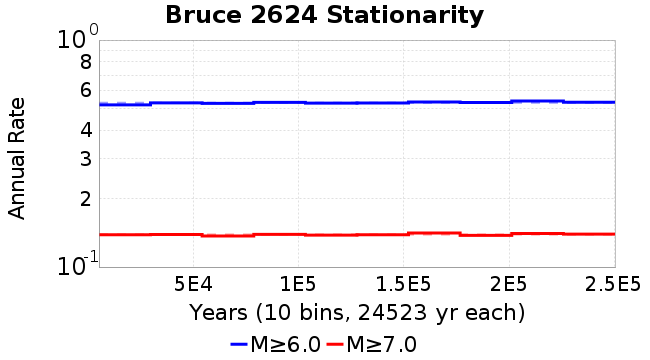 Bruce 2624 Stationarity
Annual Rate
10^0
8
6
4
3
2
10^-1
5E4 1E5 1.5E5 2E5 2.5E5
Years (10 bins, 24523 yr each)
M≥6.0 M≥7.0